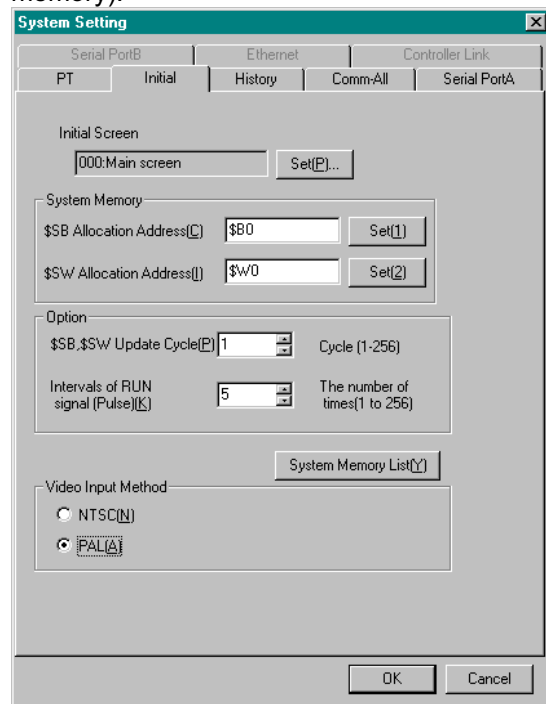 memory).
System Setting
Serial PortB Ethernet Controller Link
PT Initial History Comm-All Serial PortA
Initial Screen
000:Main screen Set(P)...
System Memory
$SB Allocation Address(C) $B0 Set(1)
$SW Allocation Address(I) $W0 Set(2)
Option
$SB,$SW Update Cycle(P) 1 Cycle (1-256)
Intervals of RUN The number of
signal (Pulse)(K) 5 times(1 to 256)
System Memory List(Y)
Video Input Method
NTSC(N)
PAL(A)
OK Cancel